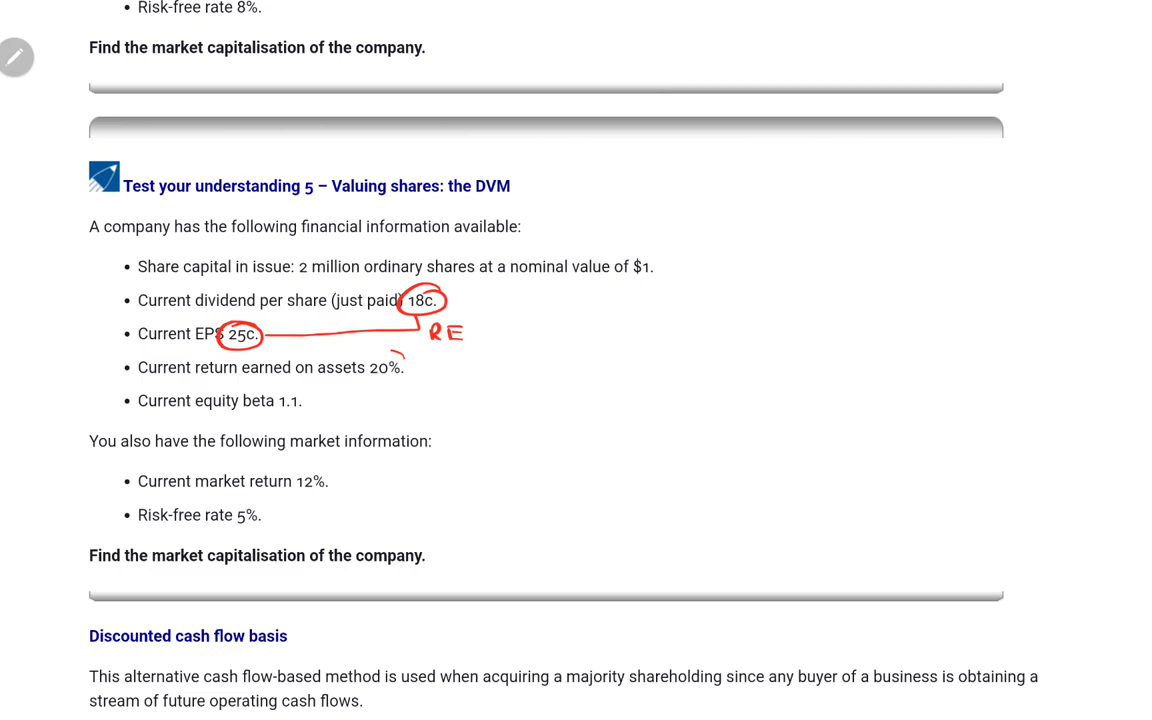 • Risk-free rate 8%.
Find the market capitalisation of the company.
Test your understanding 5 – Valuing shares: the DVM
A company has the following financial information available:
• Share capital in issue: 2 million ordinary shares at a nominal value of $1.
• Current dividend per share (just paid) 18c.
• Current EPS 25c.
RE
• Current return earned on assets 20%.
• Current equity beta 1.1.
You also have the following market information:
• Current market return 12%.
• Risk-free rate 5%.
Find the market capitalisation of the company.
Discounted cash flow basis
This alternative cash flow-based method is used when acquiring a majority shareholding since any buyer of a business is obtaining a
stream of future operating cash flows.